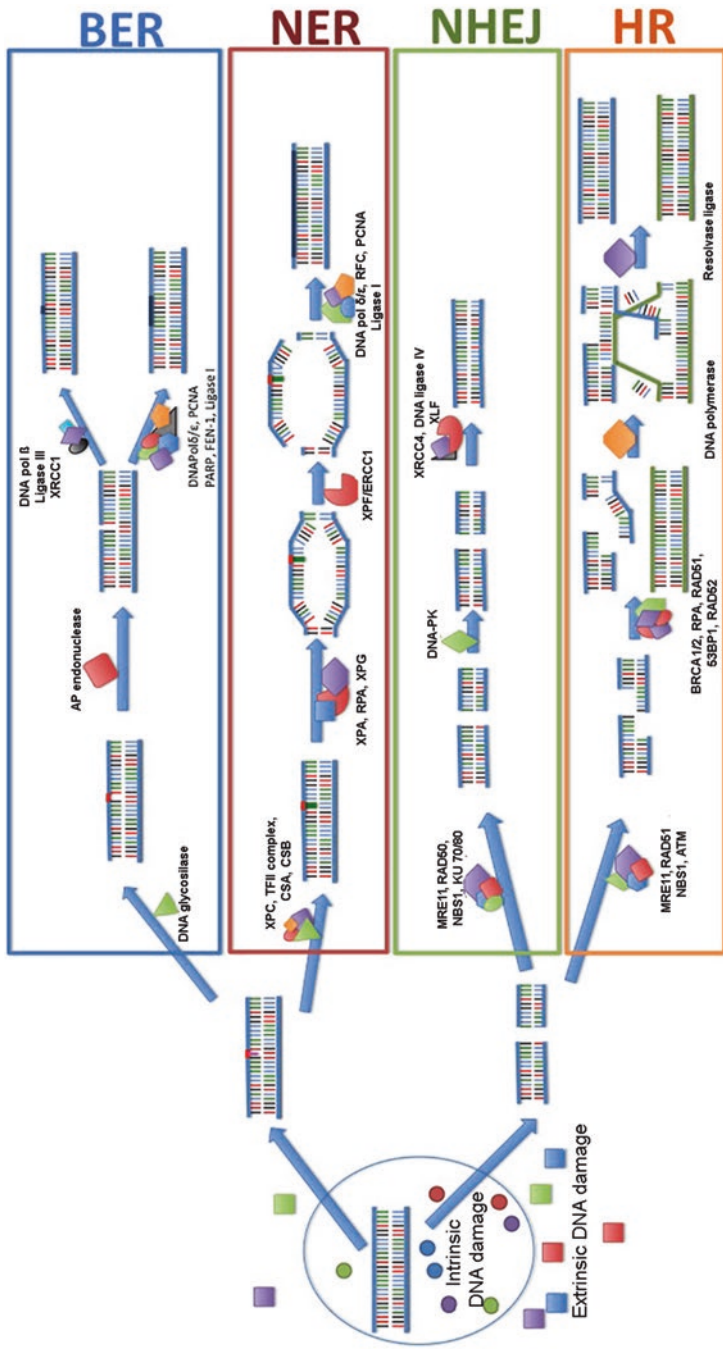 BER
DNA glycosilase
AP endonuclease
DNA pol ß
Ligase III
XRCC1
DNAPolδ/ε, PCNA
PARP, FEN-1, Ligase I
NER
XPC, TFII complex,
CSA, CSB
XPA, RPA, XPG
XPF/ERCC1
DNA pol δ/ε, RFC, PCNA
Ligase I
NHEJ
MRE11, RAD50,
NBS1, KU 70/80
DNA-PK
XRCC4, DNA ligase IV
XLF
HR
MRE11, RAD51
NBS1, ATM
BRCA1/2, RPA, RAD51,
53BP1, RAD52
DNA polymerase
Resolvase ligase
Intrinsic
DNA damage
Extrinsic DNA damage